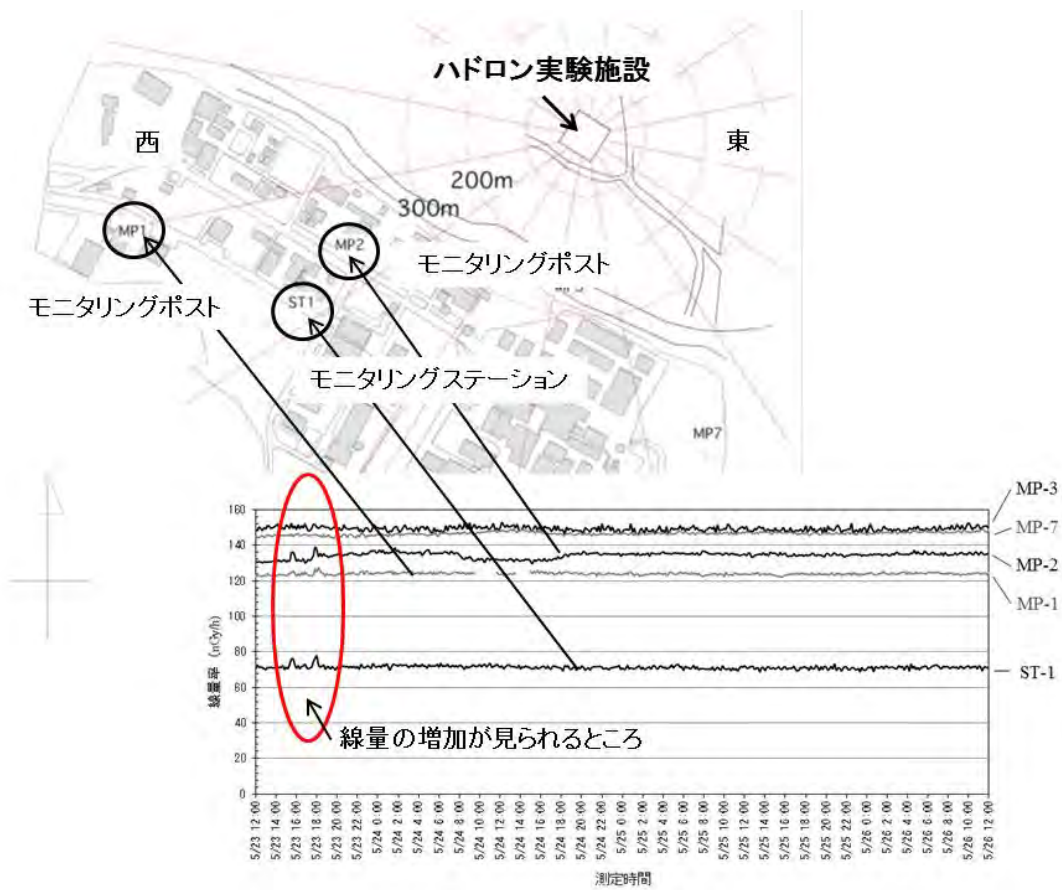 ハドロン実験施設
西
東
200m
300m
MP1
MP2
モニタリングポスト
ST1
モニタリングポスト
モニタリングステーション
MP7
MP-3
MP-7
MP-2
MP-1
ST-1
160
140
120
100
80
60
40
20
0
線量率 (nGy/h)
線量の増加が見られるところ
5/23 12:00
5/23 14:00
5/23 16:00
5/23 18:00
5/23 20:00
5/23 22:00
5/24 0:00
5/24 2:00
5/24 4:00
5/24 6:00
5/24 8:00
5/24 10:00
5/24 12:00
5/24 14:00
5/24 16:00
5/24 18:00
5/24 20:00
5/24 22:00
5/25 0:00
5/25 2:00
5/25 4:00
5/25 6:00
5/25 8:00
5/25 10:00
5/25 12:00
5/25 14:00
5/25 16:00
5/25 18:00
5/25 20:00
5/25 22:00
5/26 0:00
5/26 2:00
5/26 4:00
5/26 6:00
5/26 8:00
5/26 10:00
5/26 12:00
測定時間